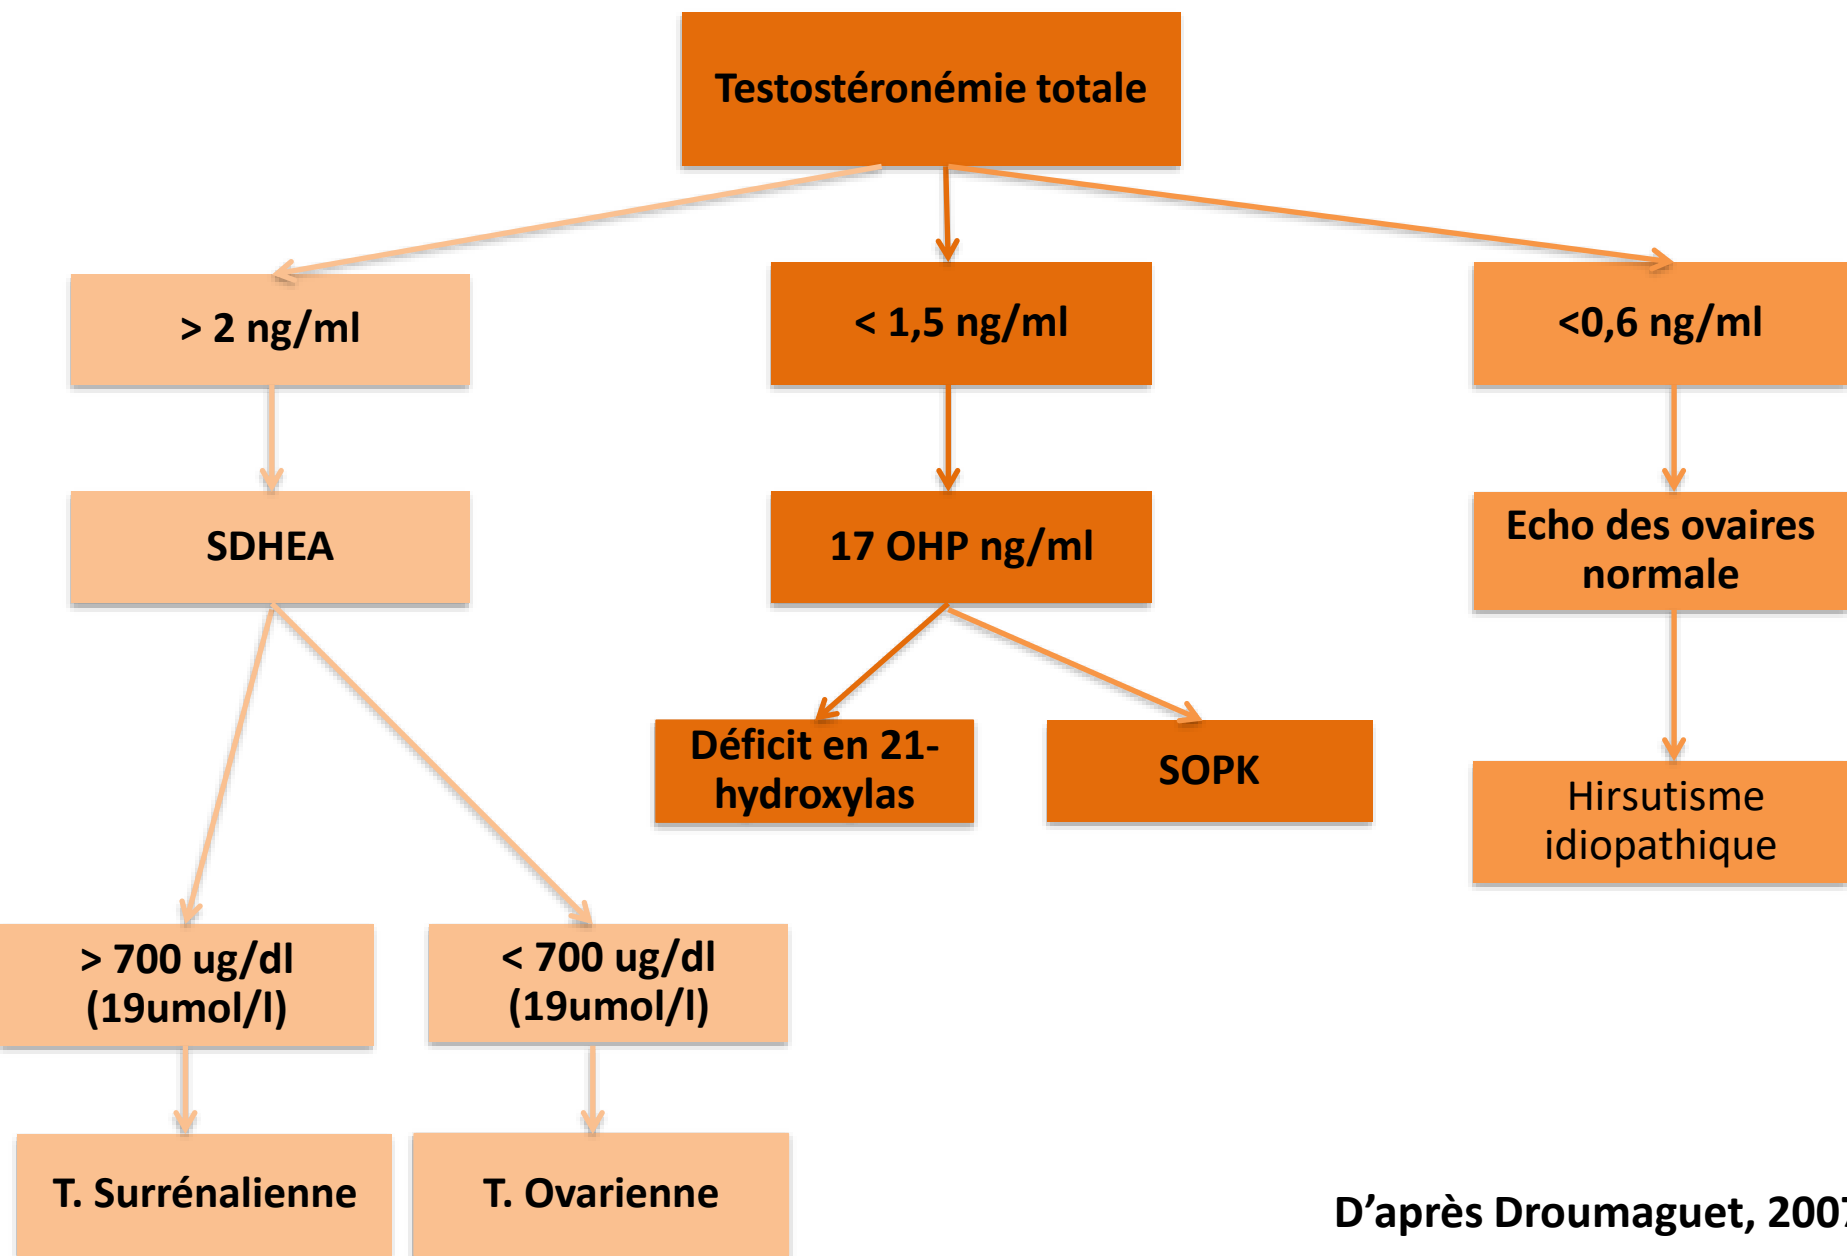 Testostéronémie totale
> 2 ng/ml
< 1,5 ng/ml
<0,6 ng/ml
SDHEA
17 OHP ng/ml
Echo des ovaires
normale
Déficit en 21-
hydroxylas
SOPK
Hirsutisme
idiopathique
> 700 ug/dl
(19umol/l)
< 700 ug/dl
(19umol/l)
T. Surrénalienne
T. Ovarienne
D’après Droumaguet, 2007